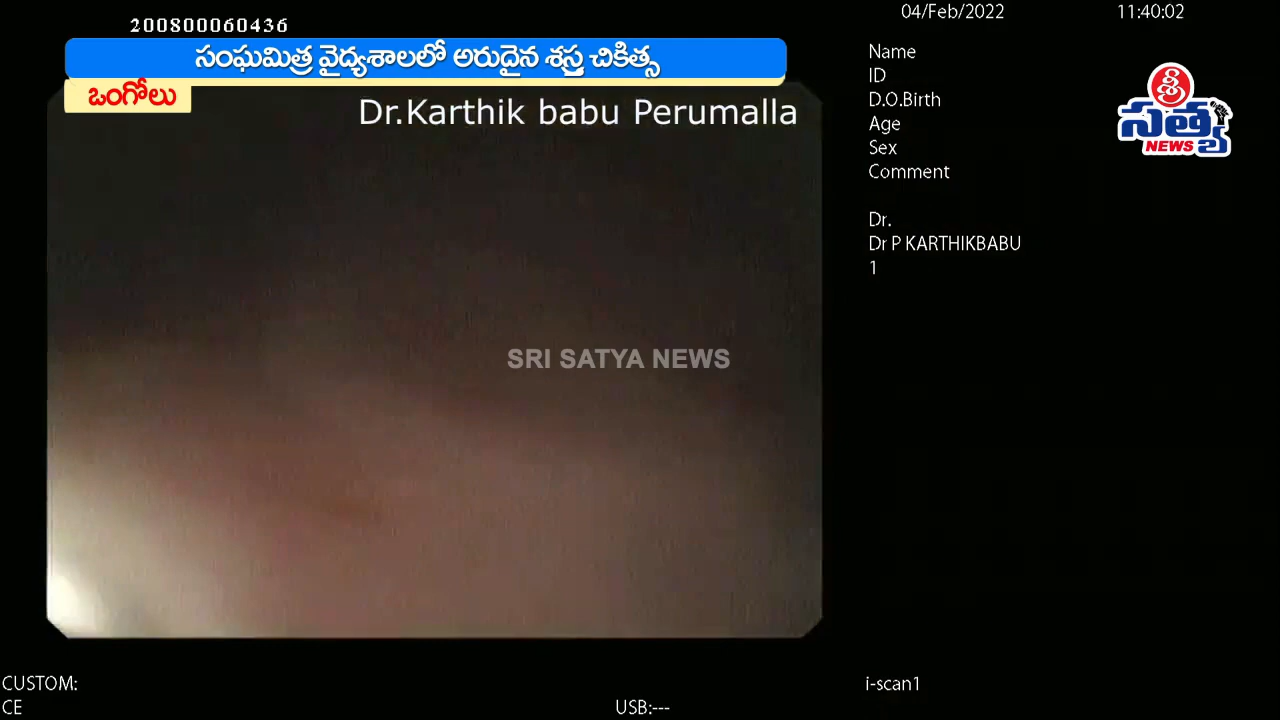 200800060436
04/Feb/2022 11:40:02
సంఘమిత్ర వైద్యశాలలో అరుదైన శస్త్ర చికిత్స
ఒంగోలు
Dr.Karthik babu Perumalla
Name
ID
D.O.Birth
Age
Sex
Comment
Dr.
Dr P KARTHIKBABU
1
శ్రీ
సత్య
NEWS
SRI SATYA NEWS
CUSTOM:
CE
USB:---
i-scan1